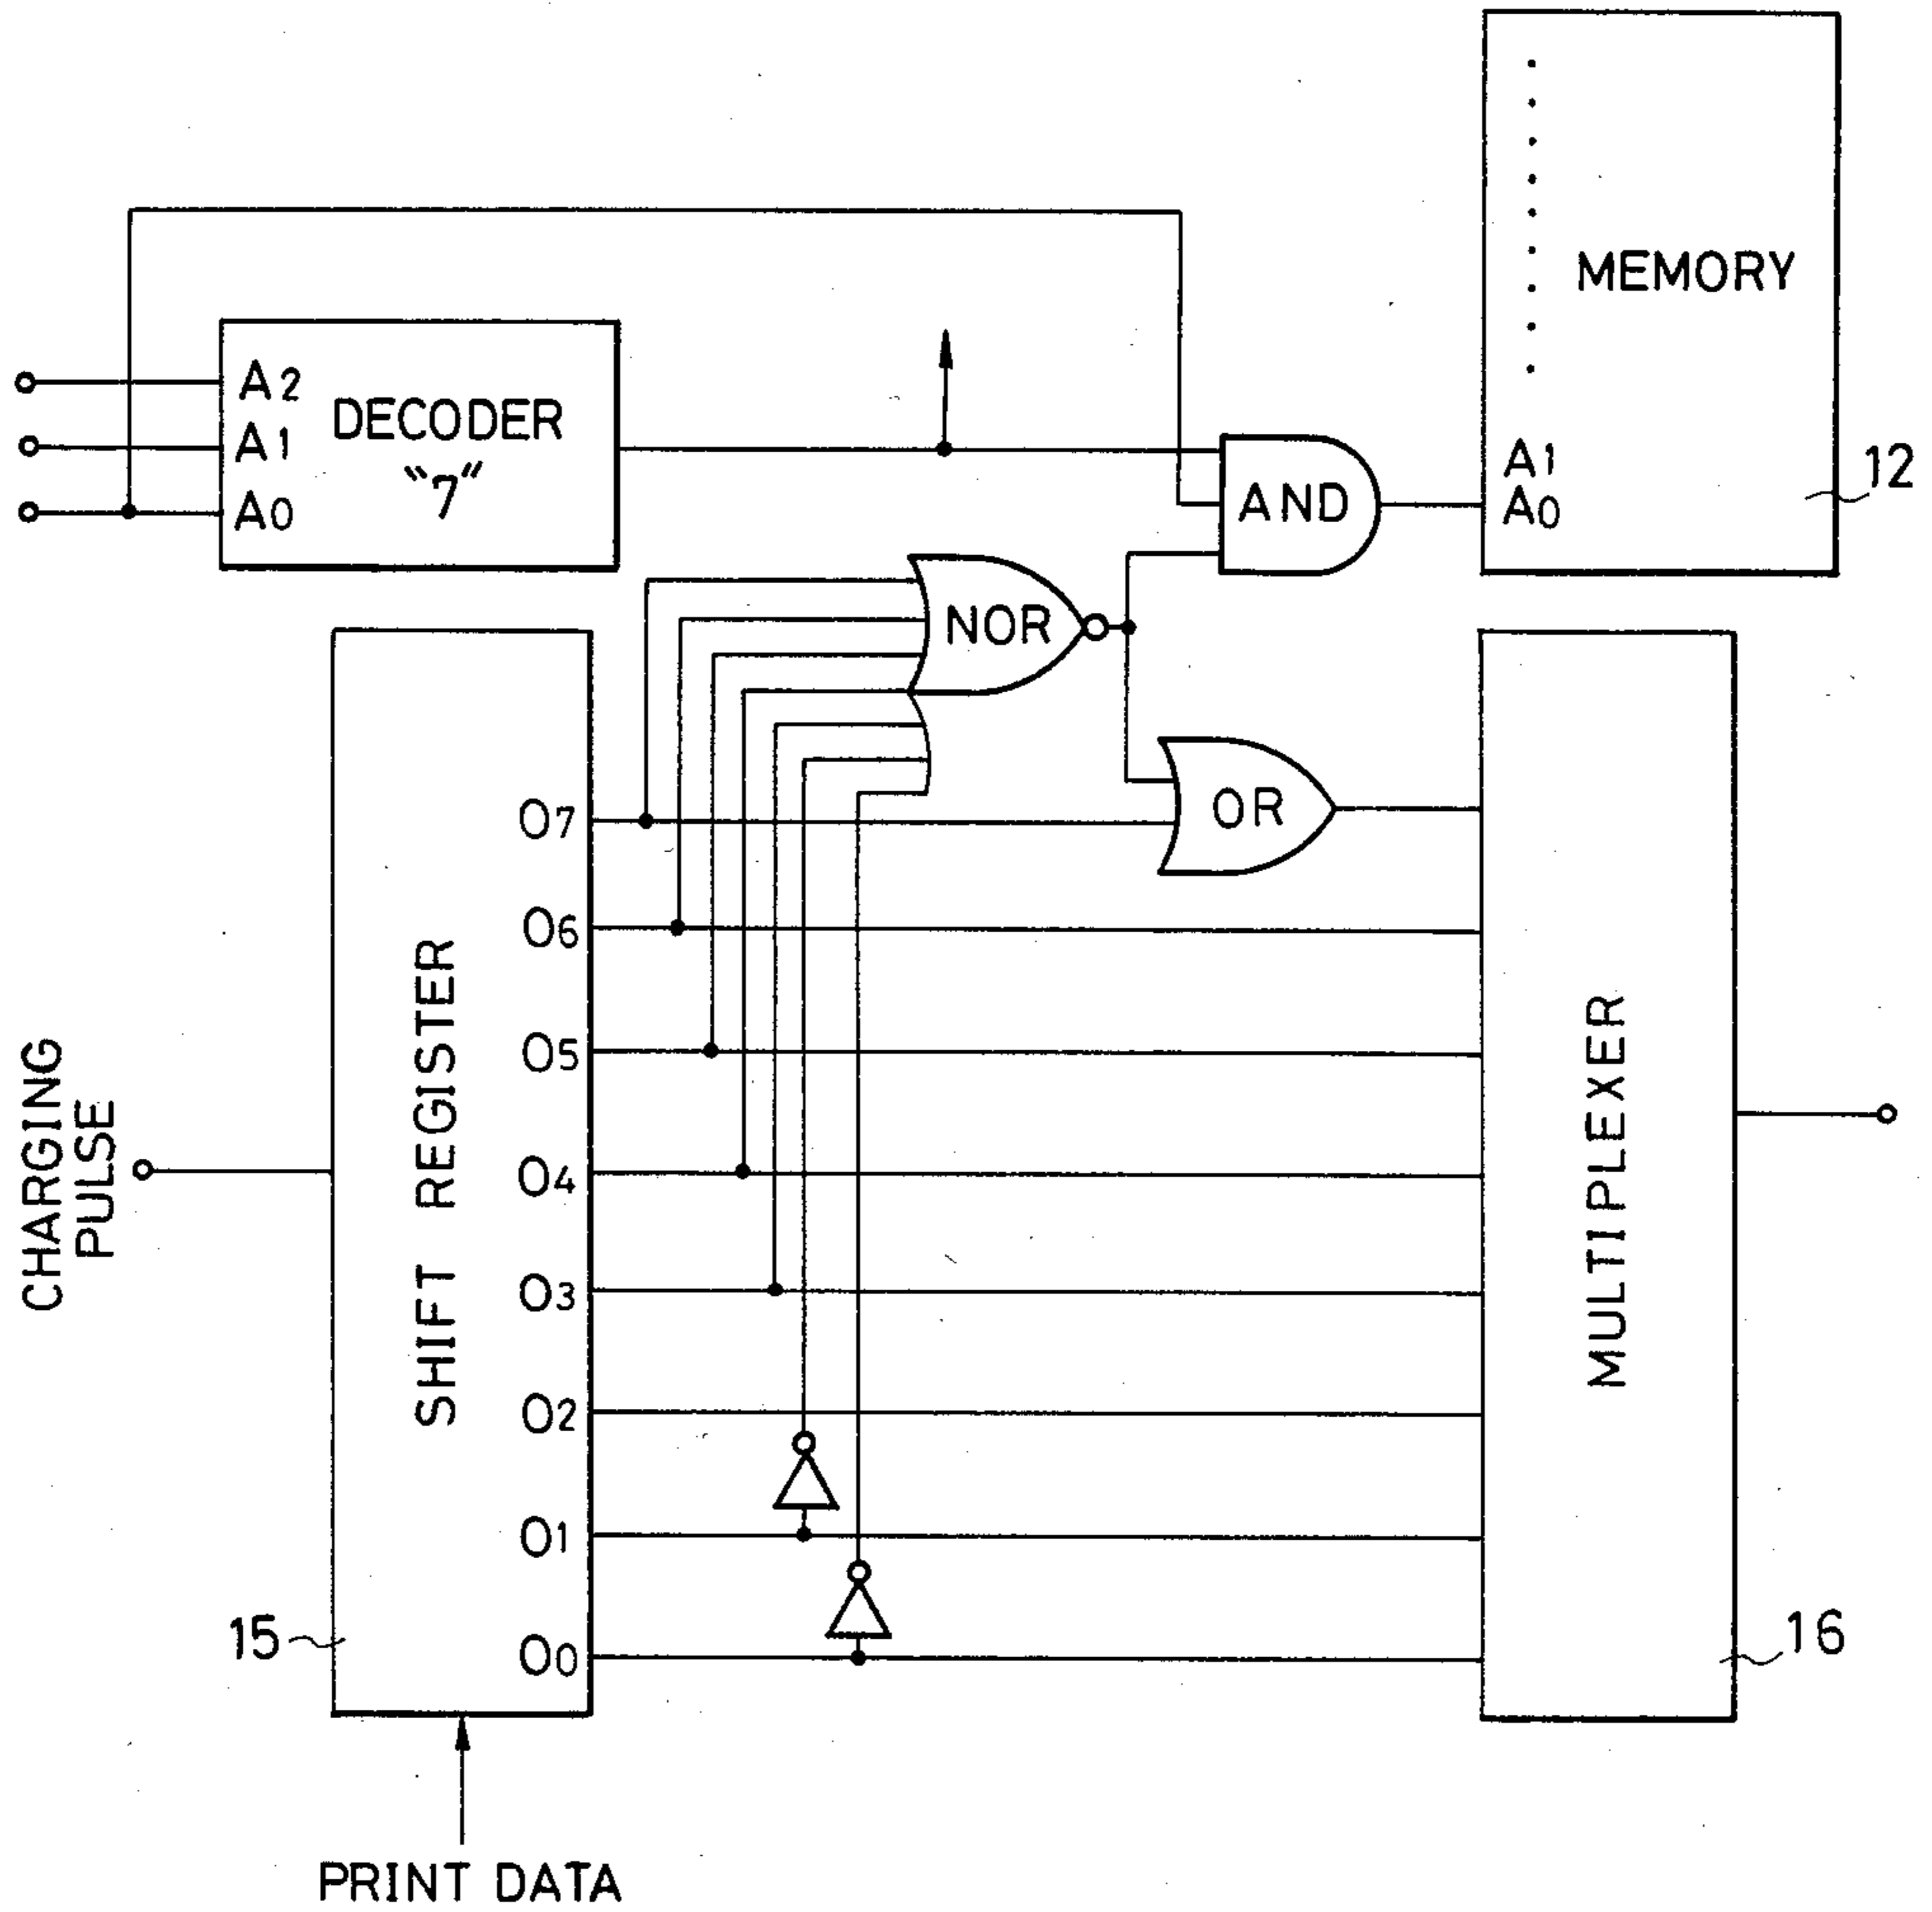 MEMORY
A2
A1
A0
DECODER
“7”
AND
A1
A0
12
NOR
OR
CHARGING
PULSE
SHIFT REGISTER
O7
O6
O5
O4
O3
O2
O1
O0
MULTIPLEXER
15
16
PRINT DATA